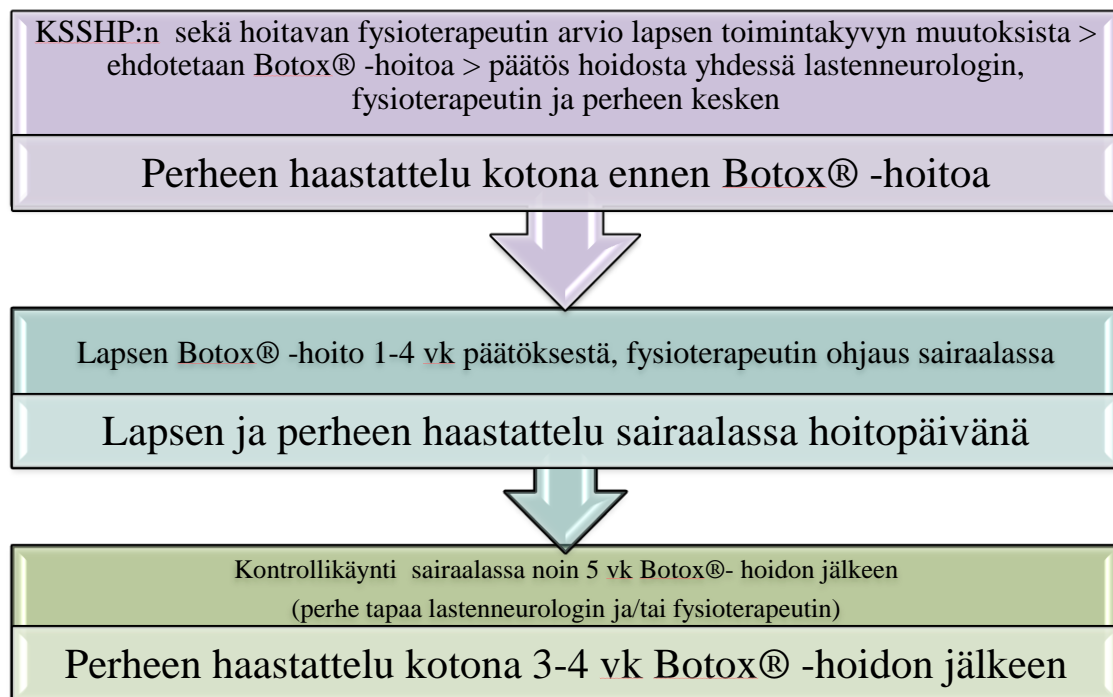 KSSHP:n sekä hoitavan fysioterapeutin arvio lapsen toimintakyvyn muutoksista >
ehdotetaan Botox® -hoitoa > päätös hoidosta yhdessä lastenneurologin,
fysioterapeutin ja perheen kesken
Perheen haastattelu kotona ennen Botox® -hoitoa
Lapsen Botox® -hoito 1-4 vk päätöksestä, fysioterapeutin ohjaus sairaalassa
Lapsen ja perheen haastattelu sairaalassa hoitopäivänä
Kontrollikäynti sairaalassa noin 5 vk Botox®- hoidon jälkeen
(perhe tapaa lastenneurologin ja/tai fysioterapeutin)
Perheen haastattelu kotona 3-4 vk Botox® -hoidon jälkeen